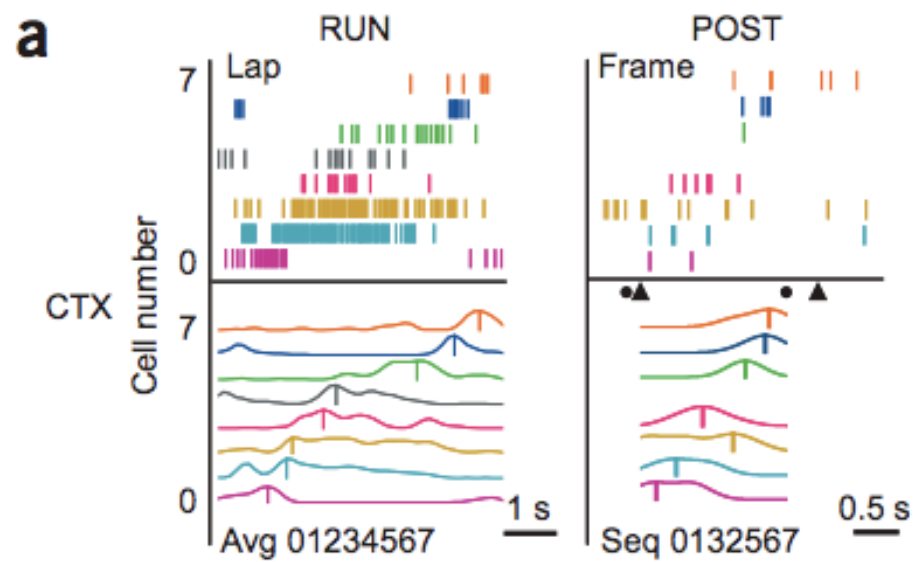 a
RUN
POST
Lap
Frame
7
0
CTX
Cell number
7
0
1 s
0.5 s
Avg 01234567
Seq 0132567